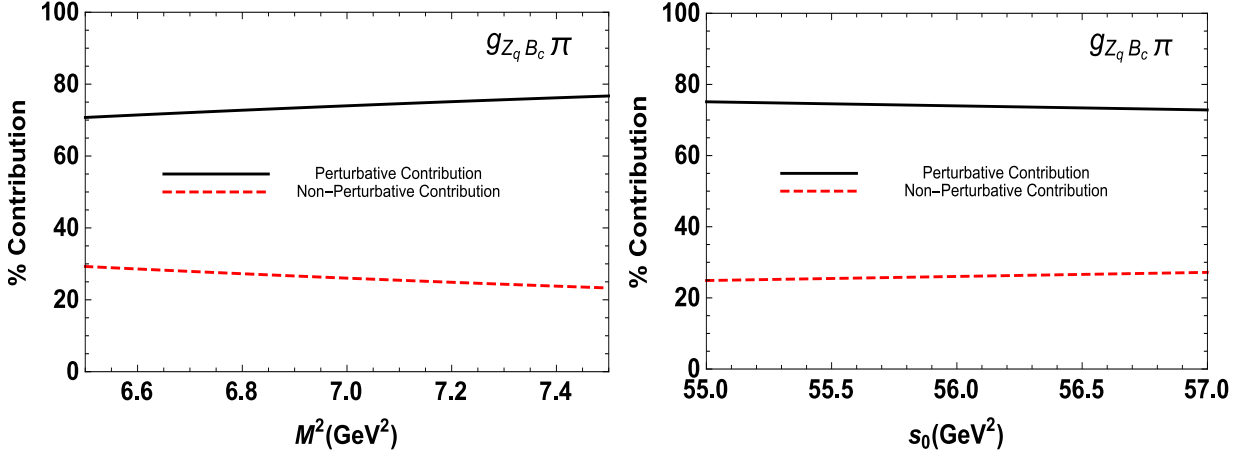 g_{Z_q B_c} π
% Contribution
100
80
60
40
20
0
Perturbative Contribution
Non−Perturbative Contribution
6.6 6.8 7.0 7.2 7.4
M²(GeV²)
g_{Z_q B_c} π
% Contribution
100
80
60
40
20
0
Perturbative Contribution
Non−Perturbative Contribution
55.0 55.5 56.0 56.5 57.0
s₀(GeV²)